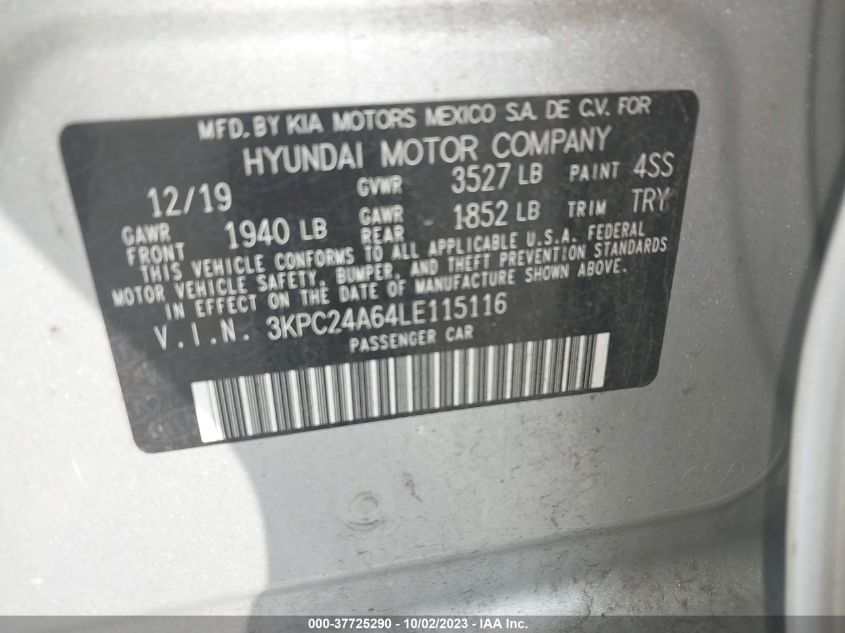 MFD. BY KIA MOTORS MEXICO S.A. DE C.V. FOR
HYUNDAI MOTOR COMPANY
12/19 GVWR 3527 LB PAINT 4SS
GAWR FRONT 1940 LB GAWR REAR 1852 LB TRIM TRY
THIS VEHICLE CONFORMS TO ALL APPLICABLE U.S.A. FEDERAL
MOTOR VEHICLE SAFETY, BUMPER, AND THEFT PREVENTION STANDARDS
IN EFFECT ON THE DATE OF MANUFACTURE SHOWN ABOVE.
V.I.N. 3KPC24A64LE115116
PASSENGER CAR
000-37725290 - 10/02/2023 - IAA Inc.